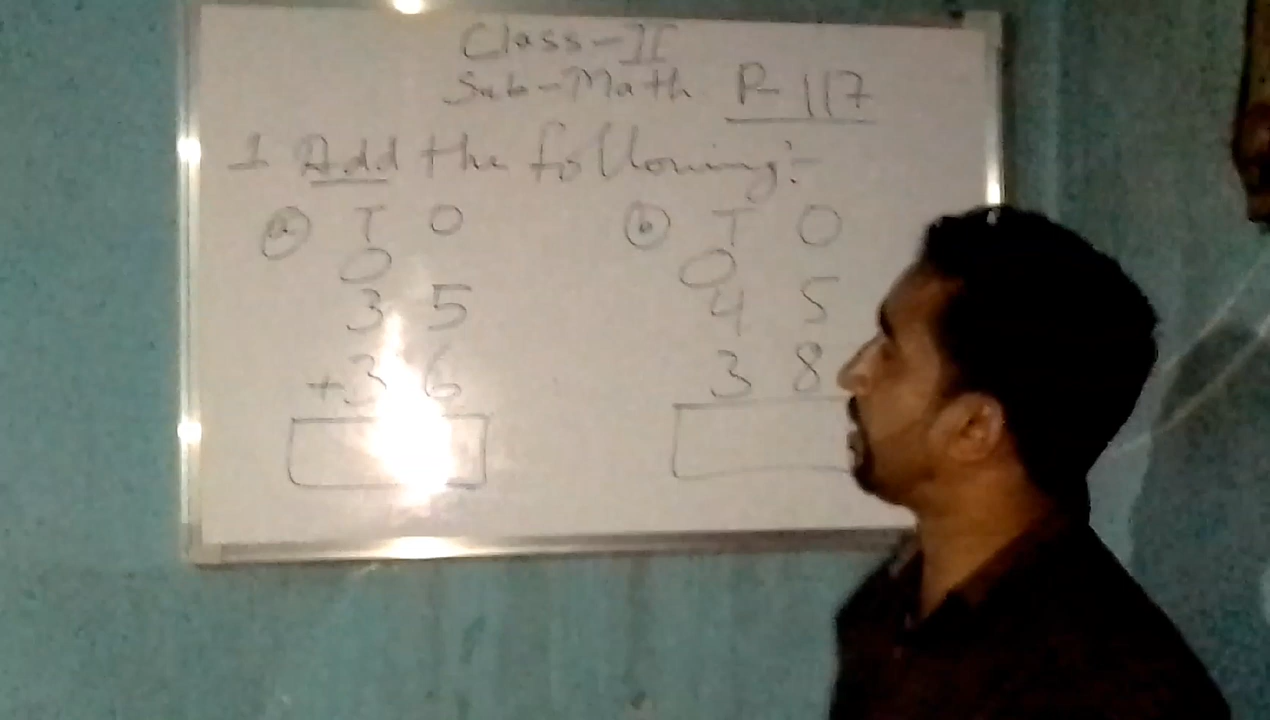 Class-II
Sub-Math P-117
1 Add the following:-
(a) T O (b) T O
O O
3 5 4 5
+3 6 3 8